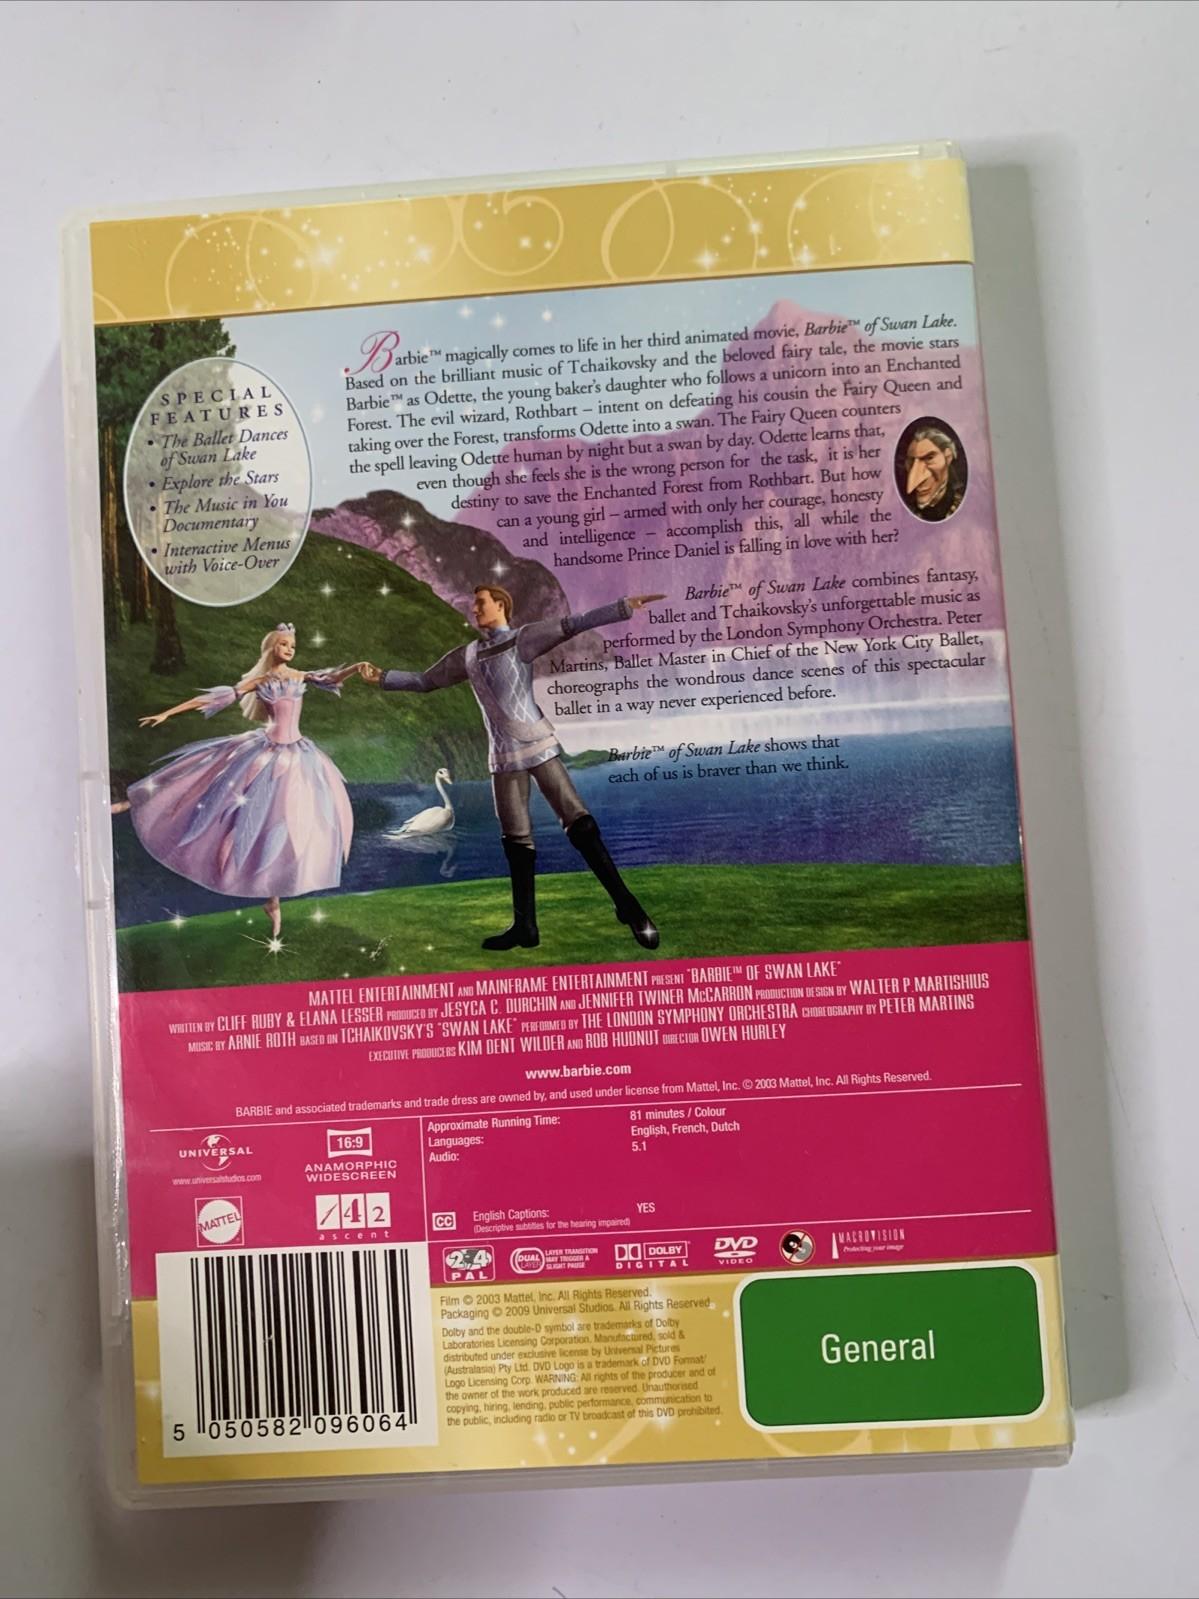 Barbie™ magically comes to life in her third animated movie, Barbie™ of Swan Lake.
Based on the brilliant music of Tchaikovsky and the beloved fairy tale, the movie stars
Barbie™ as Odette, the young baker's daughter who follows a unicorn into an Enchanted
Forest. The evil wizard, Rothbart – intent on defeating his cousin the Fairy Queen and
taking over the Forest, transforms Odette into a swan. The Fairy Queen counters
the spell leaving Odette human by night but a swan by day. Odette learns that,
even though she feels she is the wrong person for the task, it is her
destiny to save the Enchanted Forest from Rothbart. But how
can a young girl – armed with only her courage, honesty
and intelligence – accomplish this, all while the
handsome Prince Daniel is falling in love with her?
SPECIAL
FEATURES
• The Ballet Dances
of Swan Lake
• Explore the Stars
• The Music in You
Documentary
• Interactive Menus
with Voice-Over
Barbie™ of Swan Lake combines fantasy,
ballet and Tchaikovsky's unforgettable music as
performed by the London Symphony Orchestra. Peter
Martins, Ballet Master in Chief of the New York City Ballet,
choreographs the wondrous dance scenes of this spectacular
ballet in a way never experienced before.
Barbie™ of Swan Lake shows that
each of us is braver than we think.
MATTEL ENTERTAINMENT AND MAINFRAME ENTERTAINMENT PRESENT "BARBIE™ OF SWAN LAKE"
WRITTEN BY CLIFF RUBY & ELANA LESSER PRODUCED BY JESYCA C. DURCHIN AND JENNIFER TWINER McCARRON PRODUCTION DESIGN BY WALTER P. MARTISHIUS
MUSIC BY ARNIE ROTH BASED ON TCHAIKOVSKY'S "SWAN LAKE" PERFORMED BY THE LONDON SYMPHONY ORCHESTRA CHOREOGRAPHY BY PETER MARTINS
EXECUTIVE PRODUCERS KIM DENT WILDER AND ROB HUDNUT DIRECTOR OWEN HURLEY
www.barbie.com
BARBIE and associated trademarks and trade dress are owned by, and used under license from Mattel, Inc. © 2003 Mattel, Inc. All Rights Reserved.
UNIVERSAL
www.universalstudios.com
16:9
ANAMORPHIC
WIDESCREEN
MATTEL
142
ascent
Approximate Running Time: 81 minutes / Colour
Languages: English, French, Dutch
Audio: 5.1
CC English Captions: YES
(Descriptive subtitles for the hearing impaired)
2 4
PAL
DUAL LAYER LAYER TRANSITION
MAY TRIGGER A
SLIGHT PAUSE
DOLBY
DIGITAL
DVD
VIDEO
MACROVISION
Protecting your image
Film © 2003 Mattel, Inc. All Rights Reserved.
Packaging © 2009 Universal Studios. All Rights Reserved
Dolby and the double-D symbol are trademarks of Dolby
Laboratories Licensing Corporation. Manufactured, sold &
distributed under exclusive license by Universal Pictures
(Australasia) Pty Ltd. DVD Logo is a trademark of DVD Format/
Logo Licensing Corp. WARNING: All rights of the producer and of
the owner of the work produced are reserved. Unauthorised
copying, hiring, lending, public performance, communication to
the public, including radio or TV broadcast of this DVD prohibited.
General
5 050582 096064